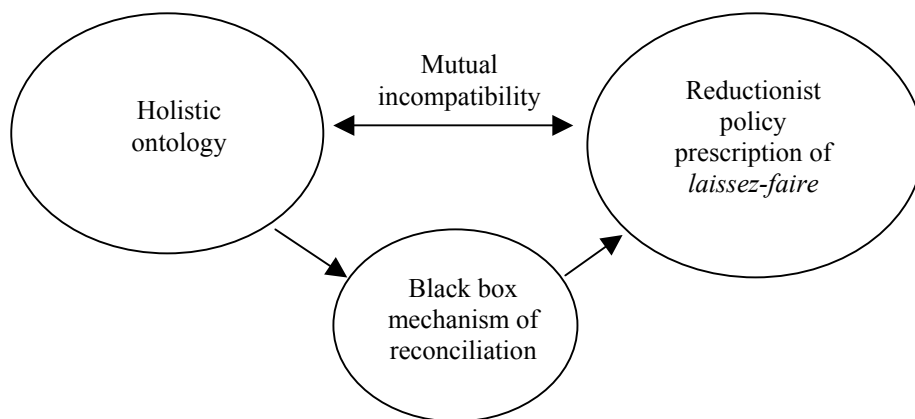 Holistic
ontology
Mutual
incompatibility
Reductionist
policy
prescription of
laissez-faire
Black box
mechanism of
reconciliation